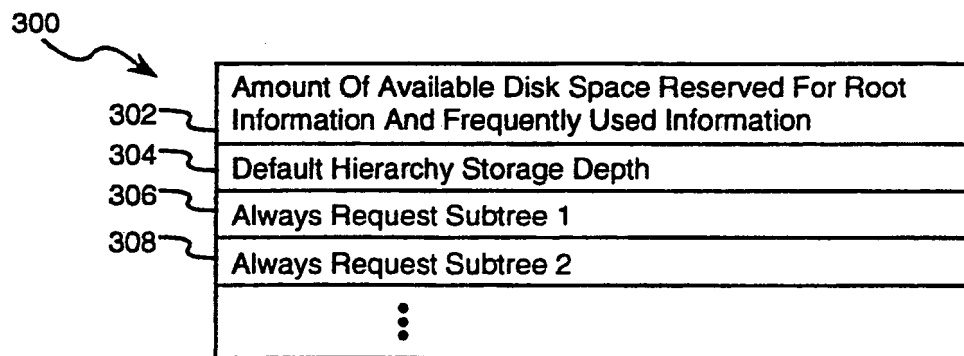 300
Amount Of Available Disk Space Reserved For Root
302 Information And Frequently Used Information
304 Default Hierarchy Storage Depth
306 Always Request Subtree 1
308 Always Request Subtree 2